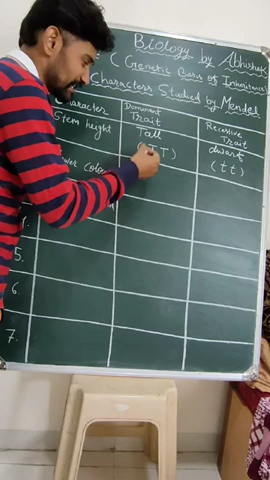 Biology by Abhishek
( Genetic Basis of Inheritance
Characters Studied by Mendel
Character
Dominant Trait
Recessive Trait
Stem height
Tall
(TT)
dwarf
(tt)
Colo
5.
6.
7.